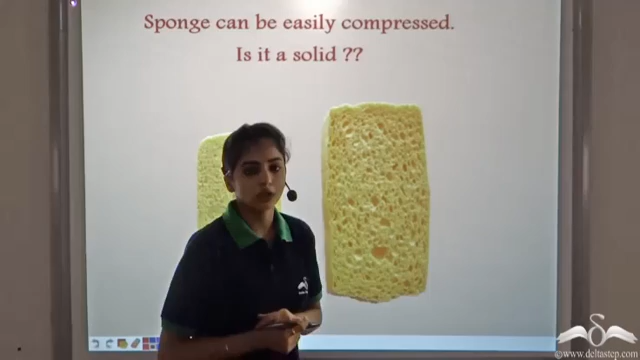 Sponge can be easily compressed.
Is it a solid ??
©www.deltastep.com